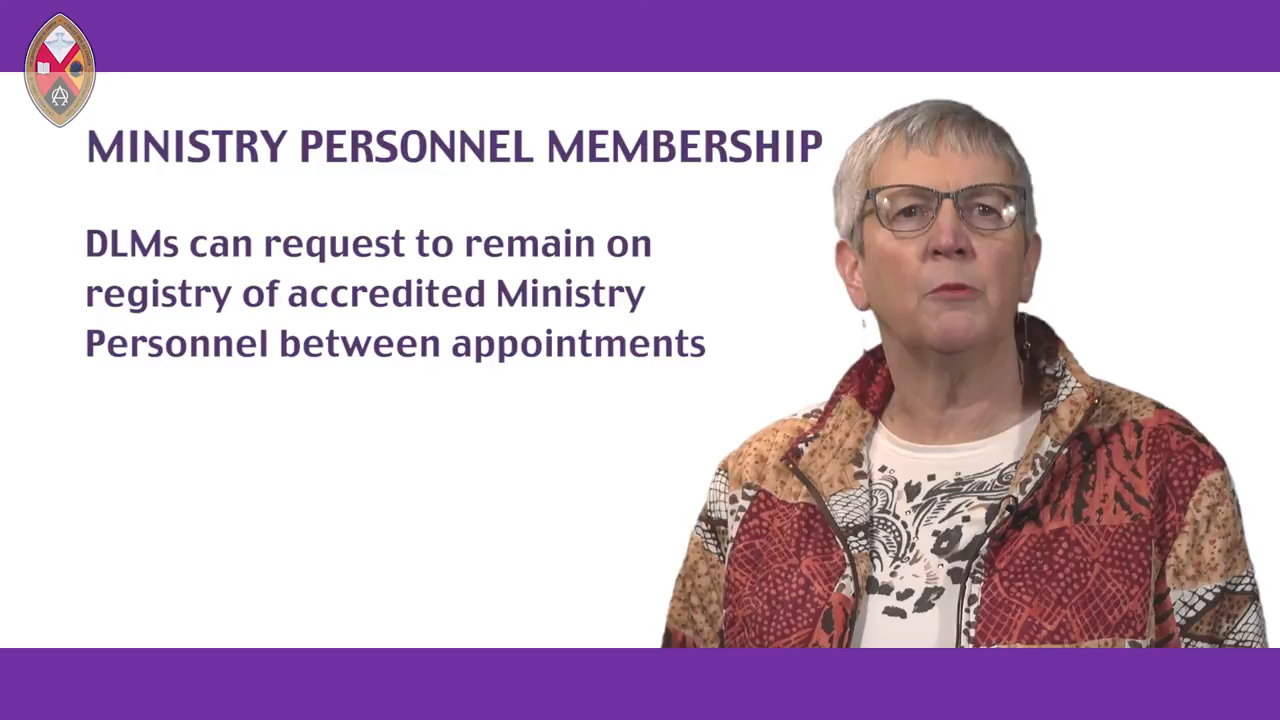 MINISTRY PERSONNEL MEMBERSHIP
DLMs can request to remain on
registry of accredited Ministry
Personnel between appointments